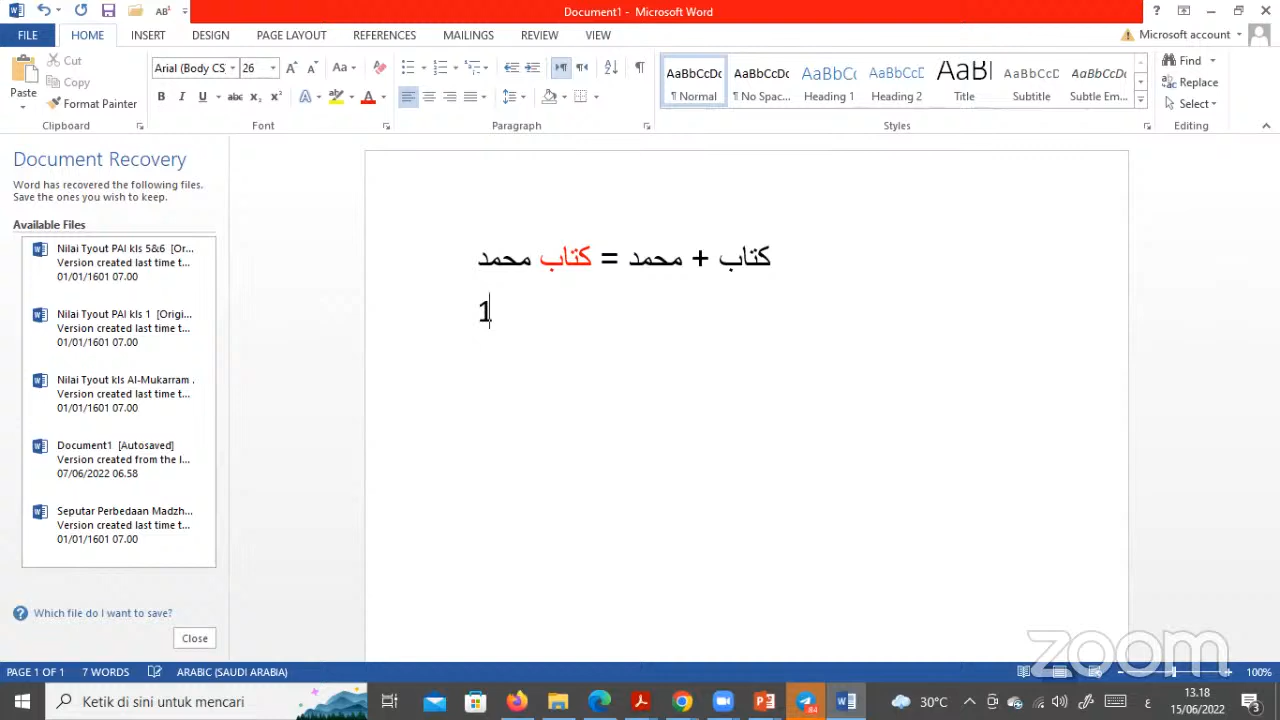 Document1 - Microsoft Word
FILE HOME INSERT DESIGN PAGE LAYOUT REFERENCES MAILINGS REVIEW VIEW Microsoft account
Cut
Copy
Format Painter
Paste
Clipboard
Arial (Body CS 26
Font
Paragraph
AaBbCcDc AaBbCcDc AaBbCc AaBbCcC AaBl AaBbCcD AaBbCcD
¶ Normal ¶ No Spac... Heading 1 Heading 2 Title Subtitle Subtle Em...
Styles
Find
Replace
Select
Editing
Document Recovery
Word has recovered the following files.
Save the ones you wish to keep.
Available Files
Nilai Tyout PAI kls 5&6 [Or...
Version created last time t...
01/01/1601 07.00
Nilai Tyout PAI kls 1 [Origi...
Version created last time t...
01/01/1601 07.00
Nilai Tyout kls Al-Mukarram .
Version created last time t...
01/01/1601 07.00
Document1 [Autosaved]
Version created from the l...
07/06/2022 06.58
Seputar Perbedaan Madzh...
Version created last time t...
01/01/1601 07.00
Which file do I want to save?
Close
كتاب + محمد = كتاب محمد
1
zoom
PAGE 1 OF 1 7 WORDS ARABIC (SAUDI ARABIA) 100%
Ketik di sini untuk mencari
84
30°C
ع
13.18
15/06/2022
3